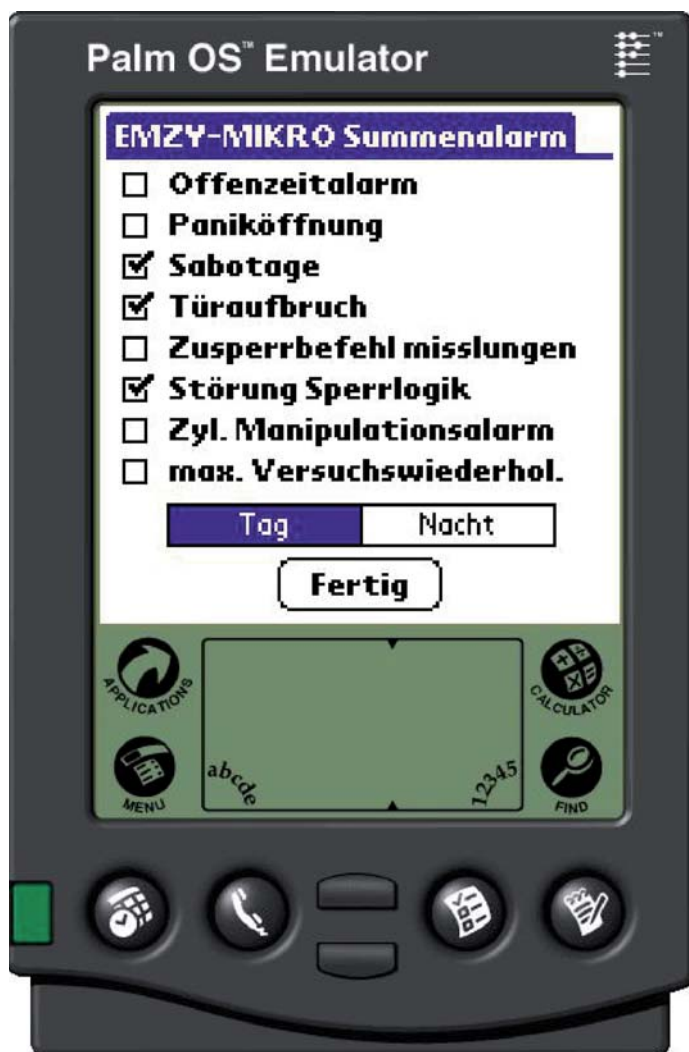 Palm OS™ Emulator
™
EMZY-MIKRO Summenalarm
Offenzeitalarm
Paniköffnung
Sabotage
Türaufbruch
Zusperrbefehl misslungen
Störung Sperrlogik
Zyl. Manipulationsalarm
max. Versuchswiederhol.
Tag Nacht
Fertig
APPLICATIONS
CALCULATOR
abcde
12345
MENU
FIND